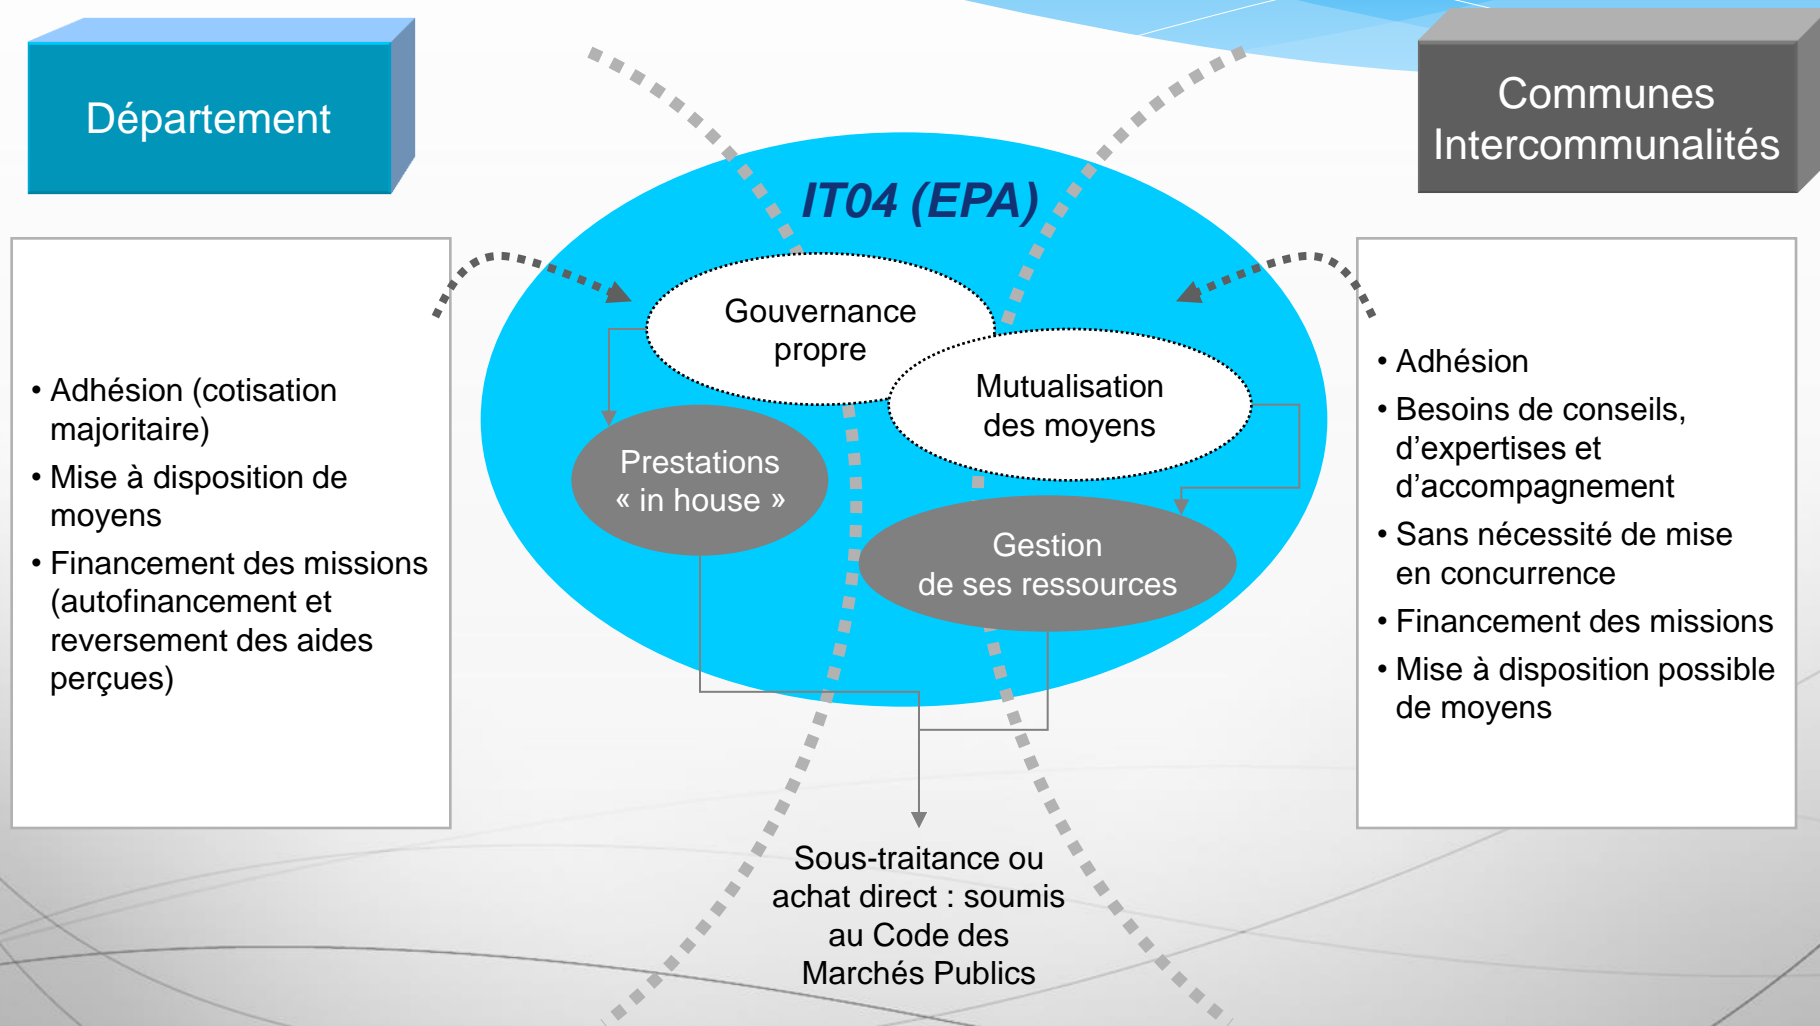 Département
Communes
Intercommunalités
IT04 (EPA)
• Adhésion (cotisation
majoritaire)
• Mise à disposition de
moyens
• Financement des missions
(autofinancement et
reversement des aides
perçues)
Gouvernance
propre
Mutualisation
des moyens
Prestations
« in house »
Gestion
de ses ressources
• Adhésion
• Besoins de conseils,
d’expertises et
d’accompagnement
• Sans nécessité de mise
en concurrence
• Financement des missions
• Mise à disposition possible
de moyens
Sous-traitance ou
achat direct : soumis
au Code des
Marchés Publics